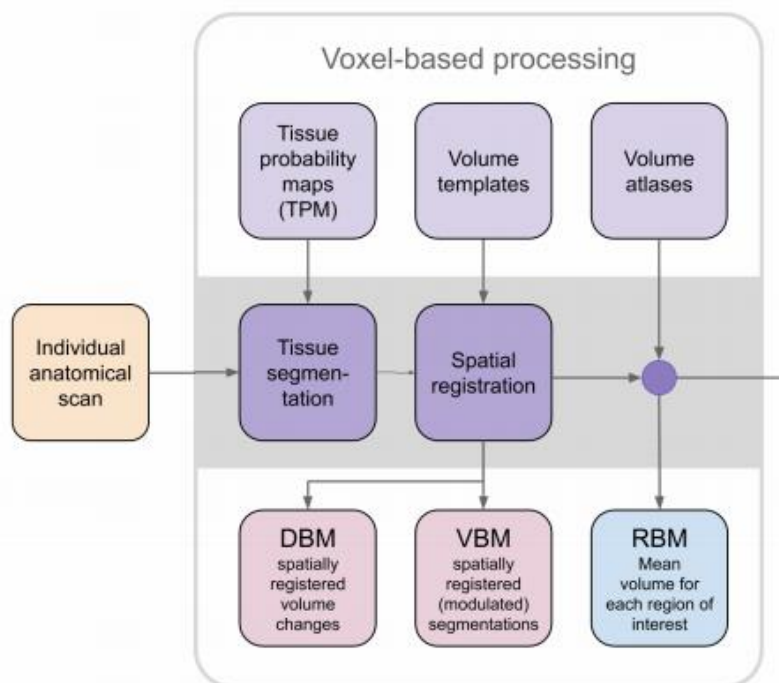 Voxel-based processing
Tissue
probability
maps
(TPM)
Volume
templates
Volume
atlases
Individual
anatomical
scan
Tissue
segmen-
tation
Spatial
registration
DBM
spatially
registered
volume
changes
VBM
spatially
registered
(modulated)
segmentations
RBM
Mean
volume for
each region of
interest